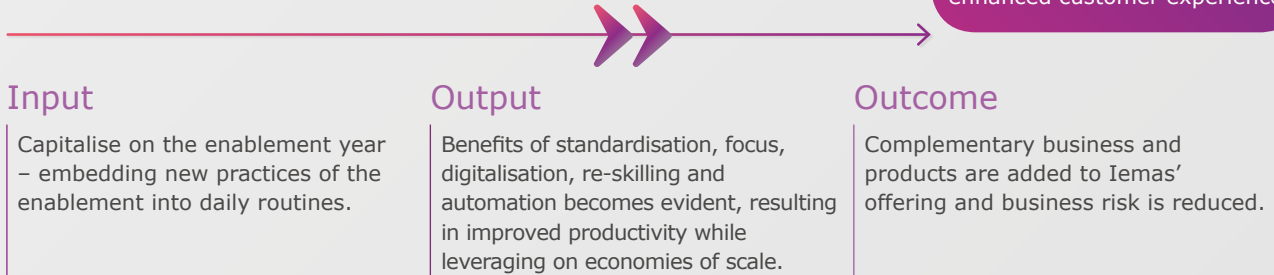 enhanced customer experience
Input
Capitalise on the enablement year
– embedding new practices of the
enablement into daily routines.
Output
Benefits of standardisation, focus,
digitalisation, re-skilling and
automation becomes evident, resulting
in improved productivity while
leveraging on economies of scale.
Outcome
Complementary business and
products are added to Iemas’
offering and business risk is reduced.